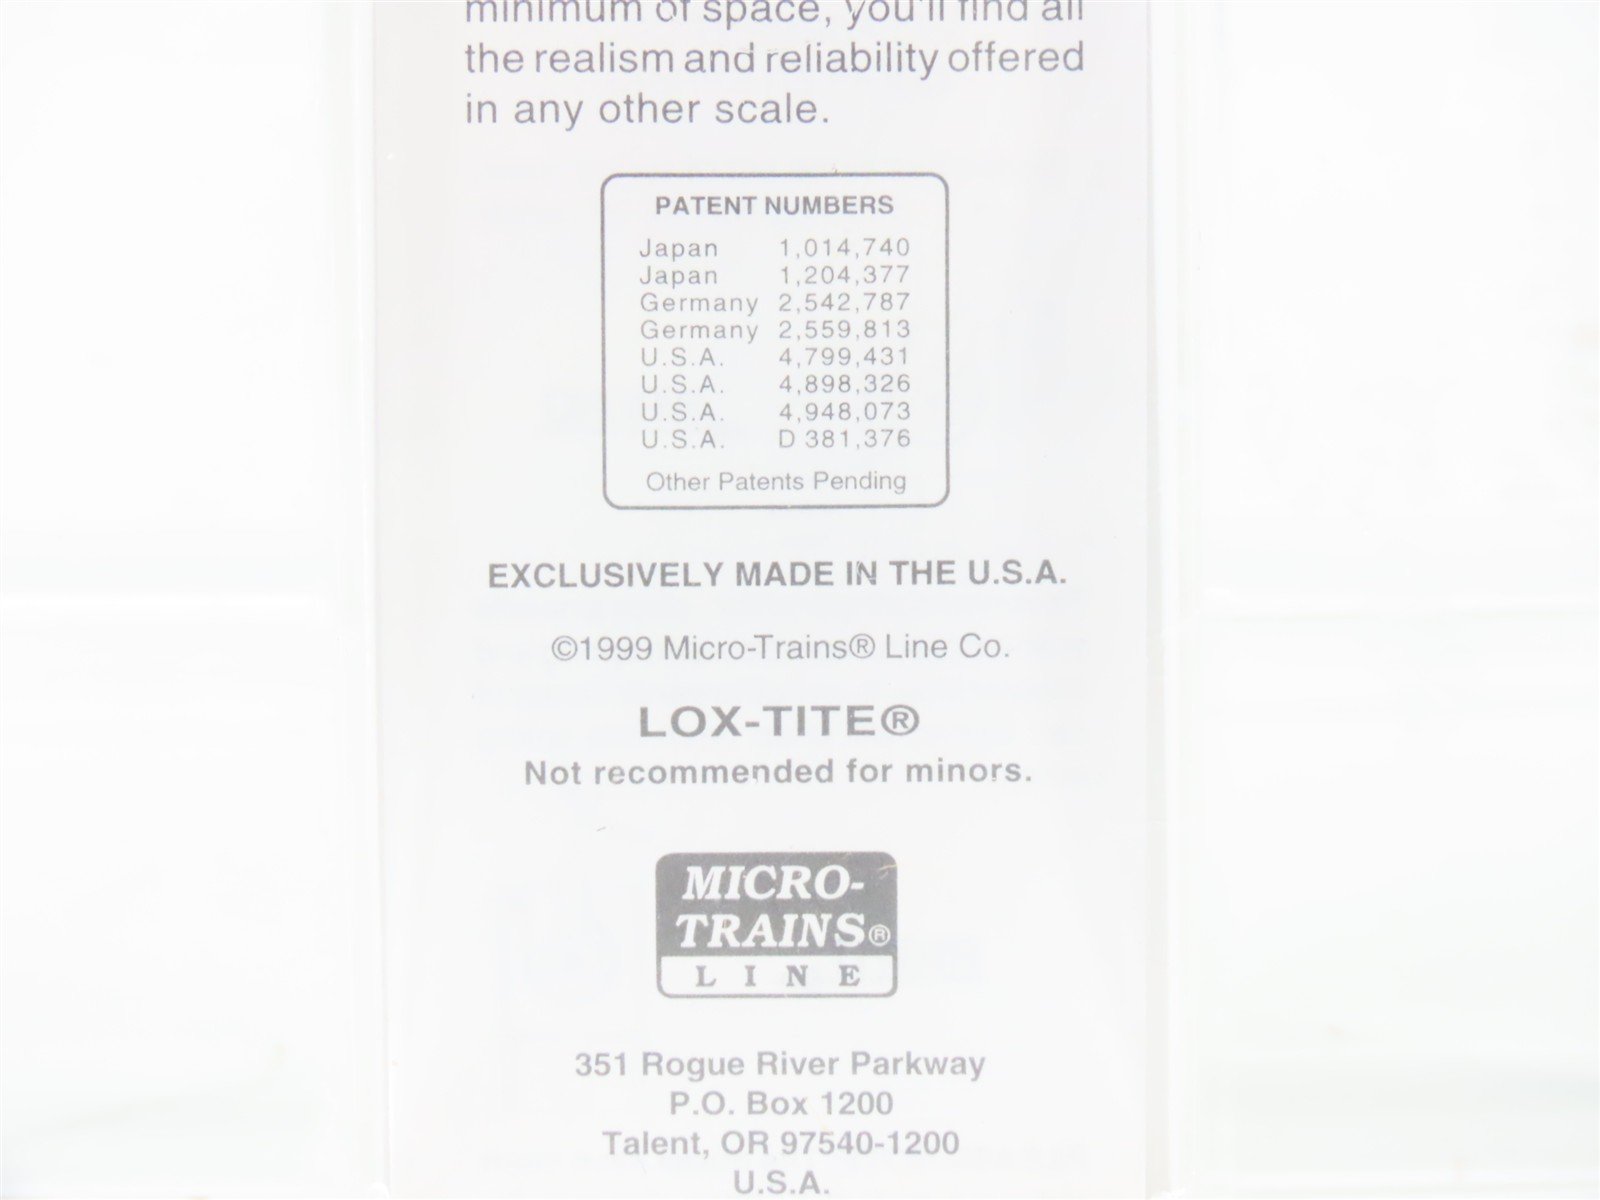 minimum of space, you'll find all
the realism and reliability offered
in any other scale.
PATENT NUMBERS
Japan 1,014,740
Japan 1,204,377
Germany 2,542,787
Germany 2,559,813
U.S.A. 4,799,431
U.S.A. 4,898,326
U.S.A. 4,948,073
U.S.A. D 381,376
Other Patents Pending
EXCLUSIVELY MADE IN THE U.S.A.
©1999 Micro-Trains® Line Co.
LOX-TITE®
Not recommended for minors.
MICRO-
TRAINS®
LINE
351 Rogue River Parkway
P.O. Box 1200
Talent, OR 97540-1200
U.S.A.